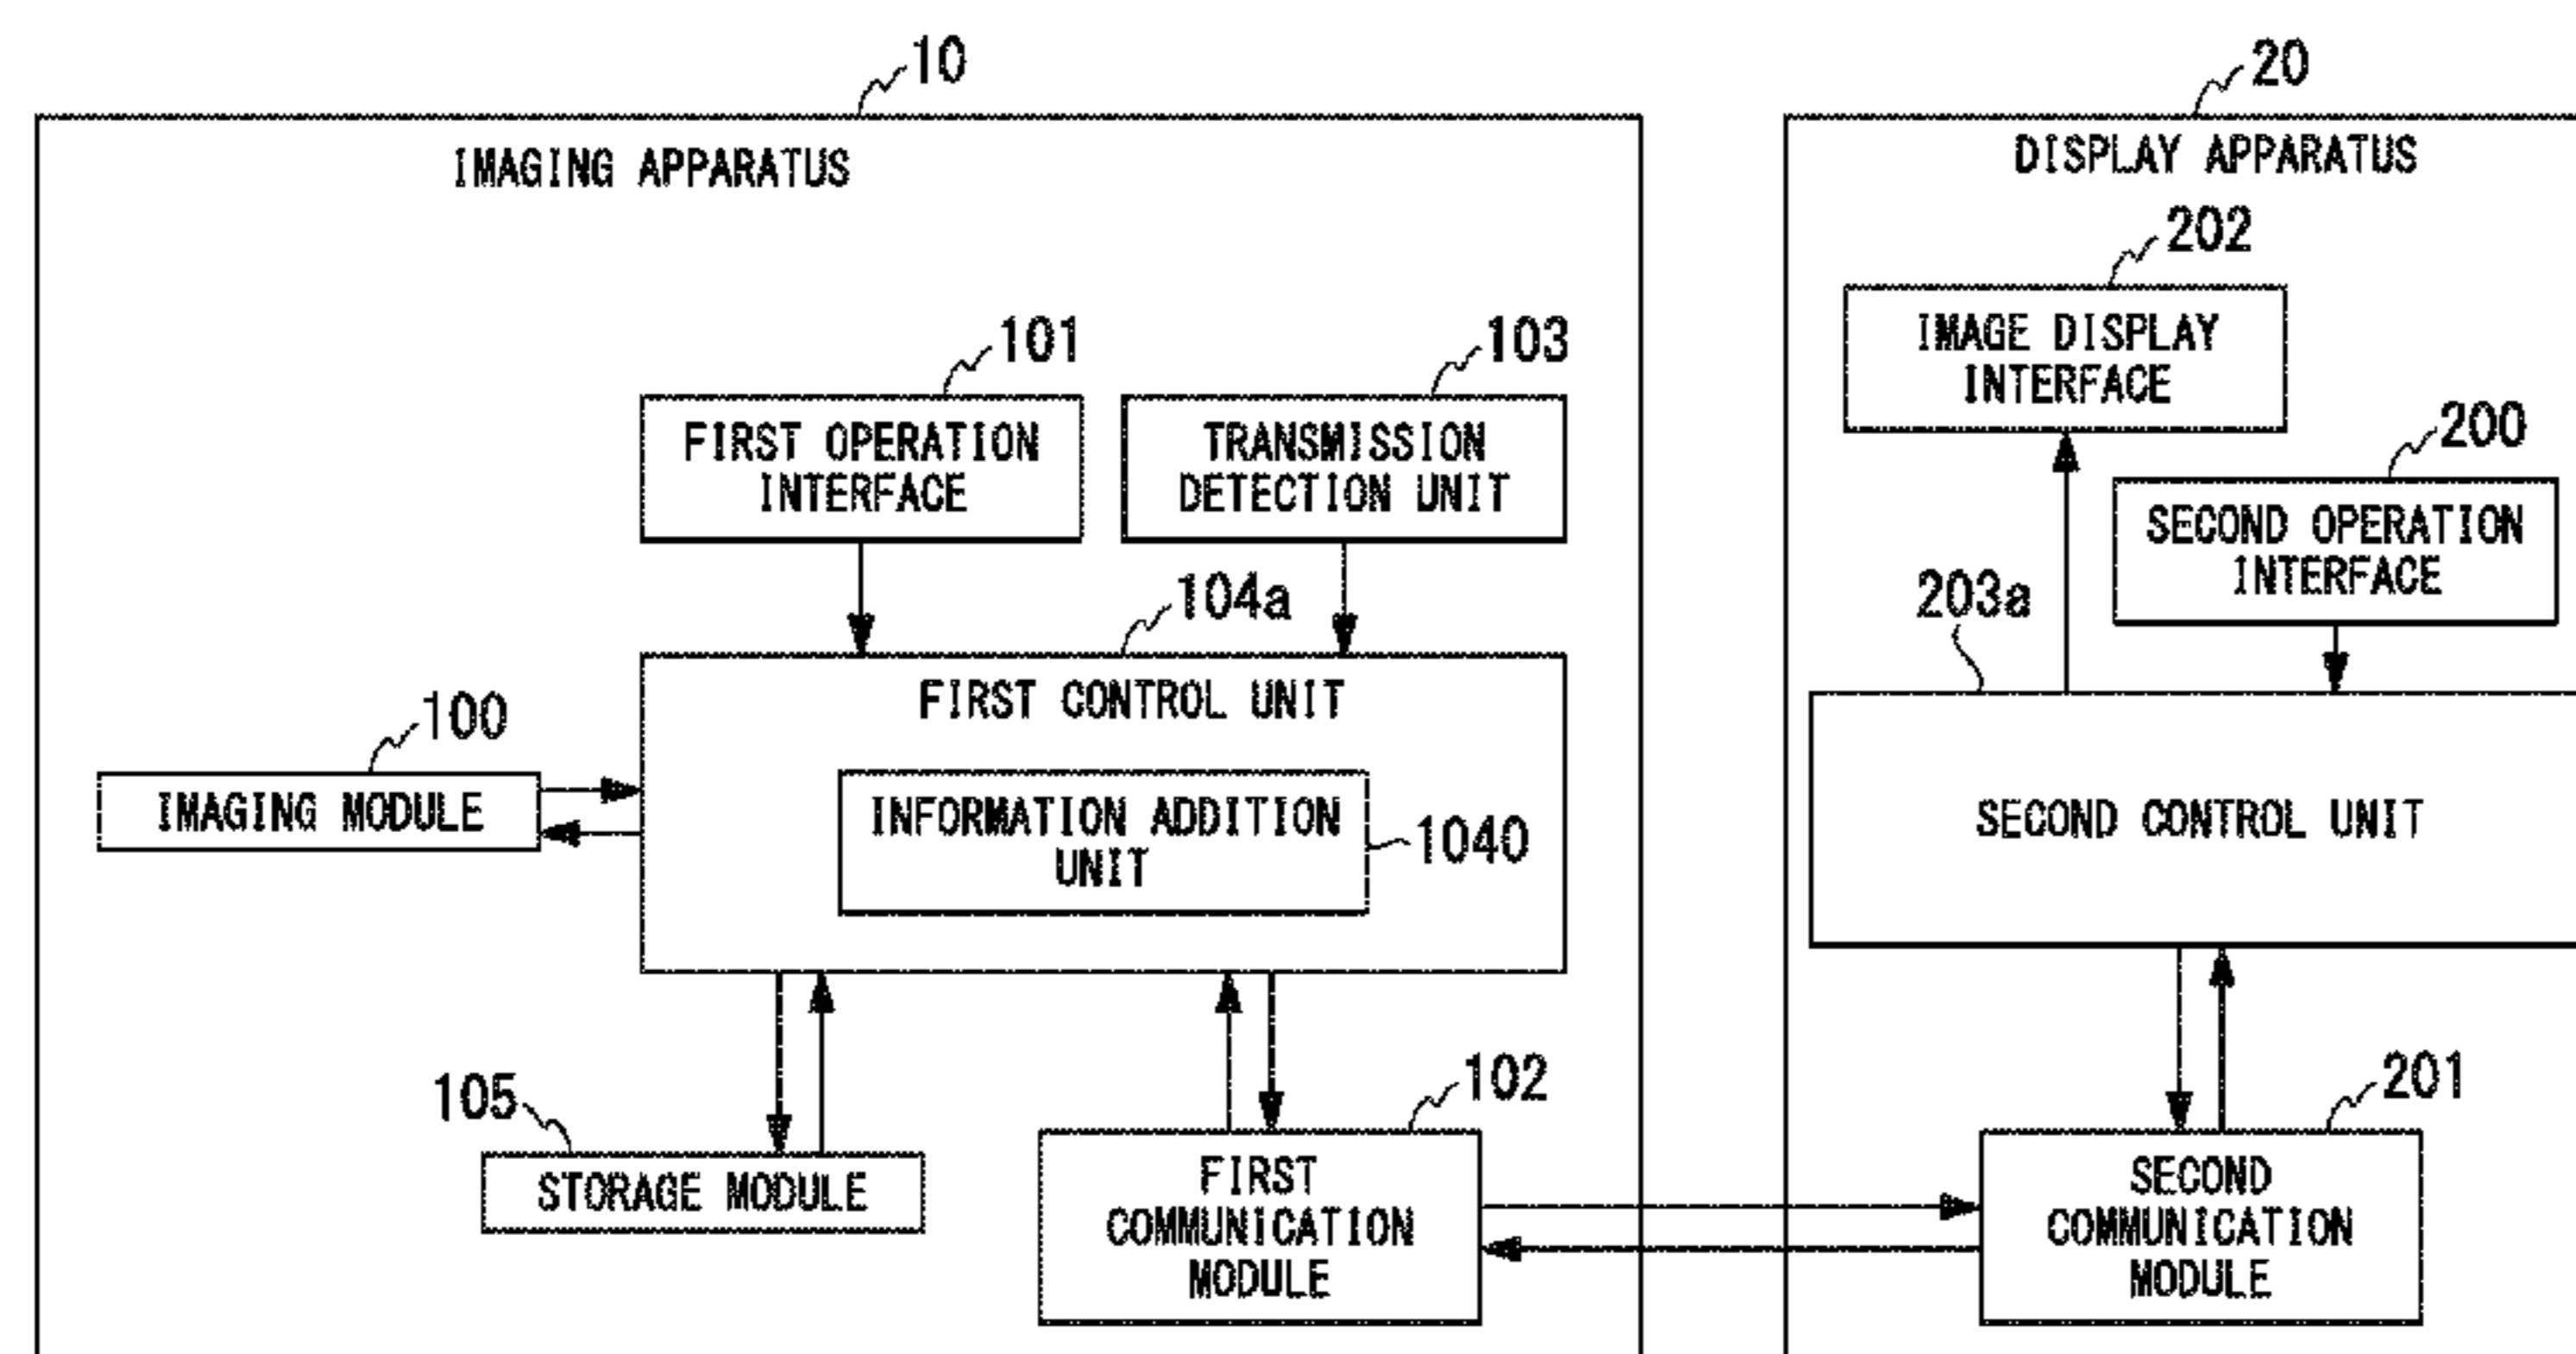 10
IMAGING APPARATUS
101
FIRST OPERATION
INTERFACE
103
TRANSMISSION
DETECTION UNIT
104a
FIRST CONTROL UNIT
100
IMAGING MODULE
INFORMATION ADDITION
UNIT
1040
105
STORAGE MODULE
102
FIRST
COMMUNICATION
MODULE
20
DISPLAY APPARATUS
202
IMAGE DISPLAY
INTERFACE
200
SECOND OPERATION
INTERFACE
203a
SECOND CONTROL UNIT
201
SECOND
COMMUNICATION
MODULE